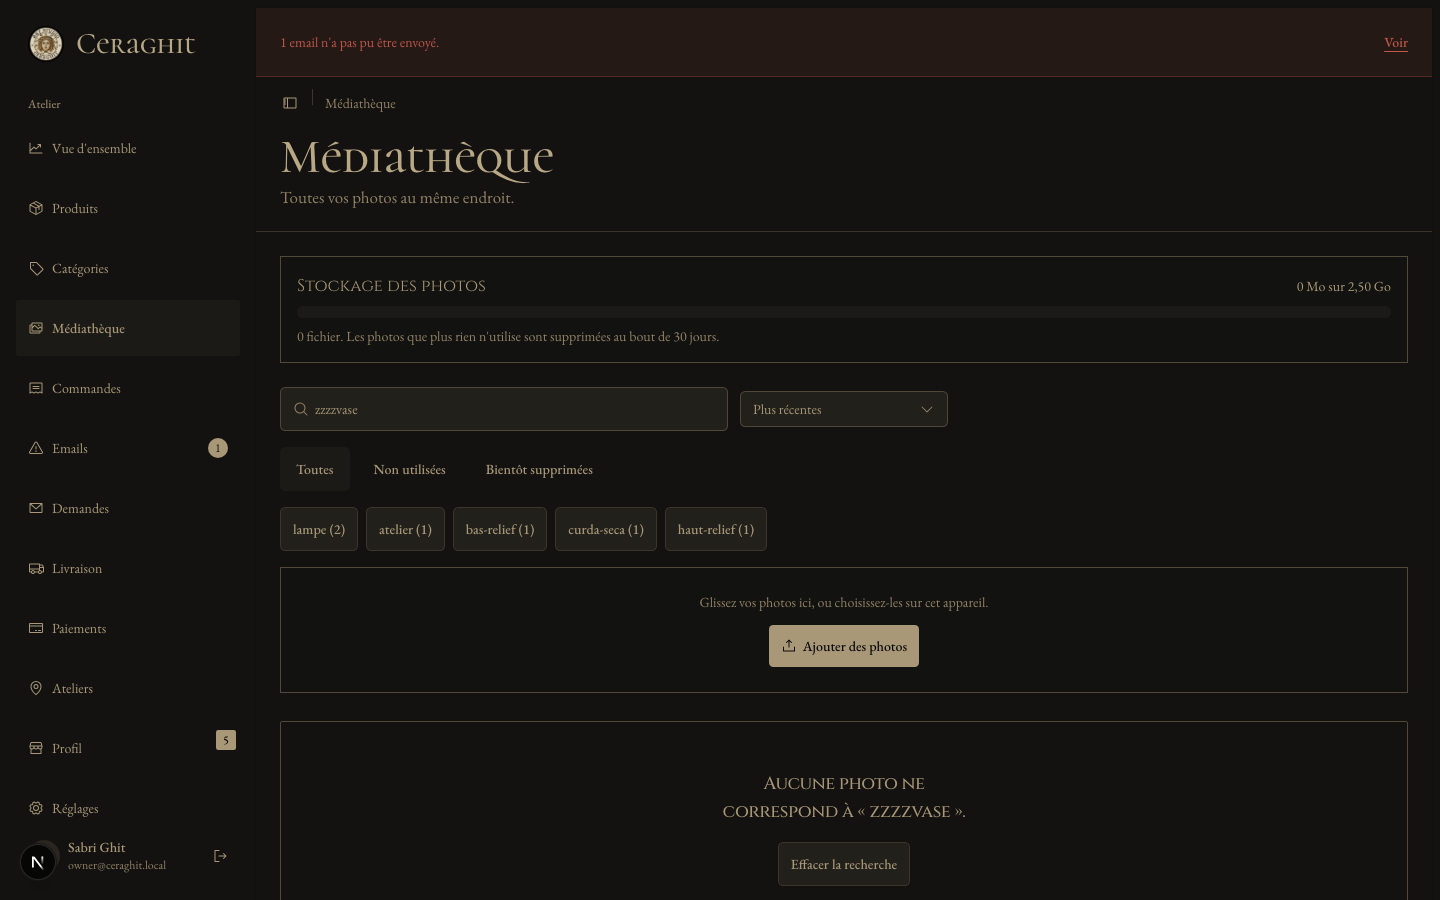 Ceraghit
1 email n'a pas pu être envoyé.
Voir
Atelier
Vue d'ensemble
Produits
Catégories
Médiathèque
Commandes
Emails
1
Demandes
Livraison
Paiements
Ateliers
Profil
5
Réglages
N
Sabri Ghit
owner@ceraghit.local
Médiathèque
Médiathèque
Toutes vos photos au même endroit.
Stockage des photos
0 Mo sur 2,50 Go
0 fichier. Les photos que plus rien n'utilise sont supprimées au bout de 30 jours.
zzzzvase
Plus récentes
Toutes
Non utilisées
Bientôt supprimées
lampe (2)
atelier (1)
bas-relief (1)
curda-seca (1)
haut-relief (1)
Glissez vos photos ici, ou choisissez-les sur cet appareil.
Ajouter des photos
Aucune photo ne
correspond à « zzzzvase ».
Effacer la recherche